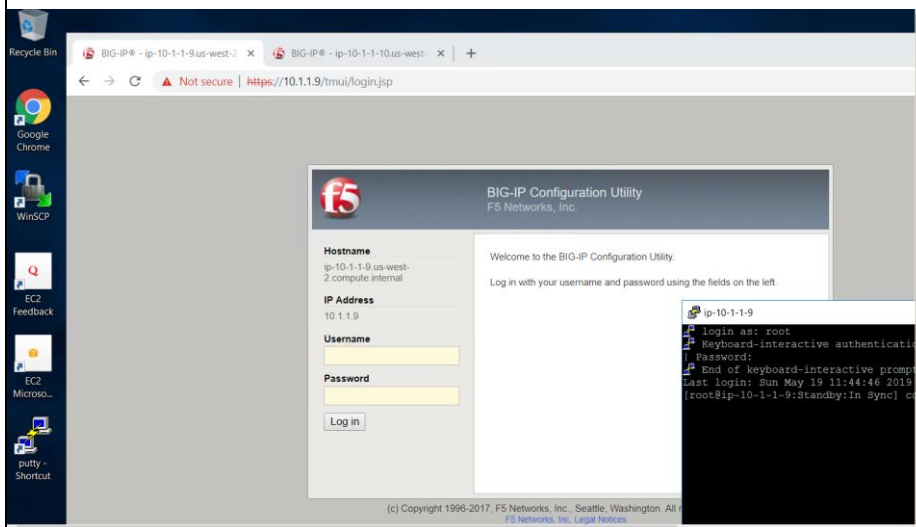 Recycle Bin
BIG-IP® - ip-10-1-1-9.us-west-2
BIG-IP® - ip-10-1-1-10.us-west-
Not secure | https://10.1.1.9/tmui/login.jsp
Google
Chrome
WinSCP
EC2
Feedback
EC2
Microso...
putty -
Shortcut
f5
BIG-IP Configuration Utility
F5 Networks, Inc.
Hostname
ip-10-1-1-9.us-west-
2.compute.internal
IP Address
10.1.1.9
Username
Password
Log in
Welcome to the BIG-IP Configuration Utility.
Log in with your username and password using the fields on the left.
ip-10-1-1-9
login as: root
Keyboard-interactive authenticatio
| Password:
End of keyboard-interactive prompt
Last login: Sun May 19 11:44:46 2019
[root@ip-10-1-1-9:Standby:In Sync] co
(c) Copyright 1996-2017, F5 Networks, Inc., Seattle, Washington. All r
F5 Networks, Inc. Legal Notices